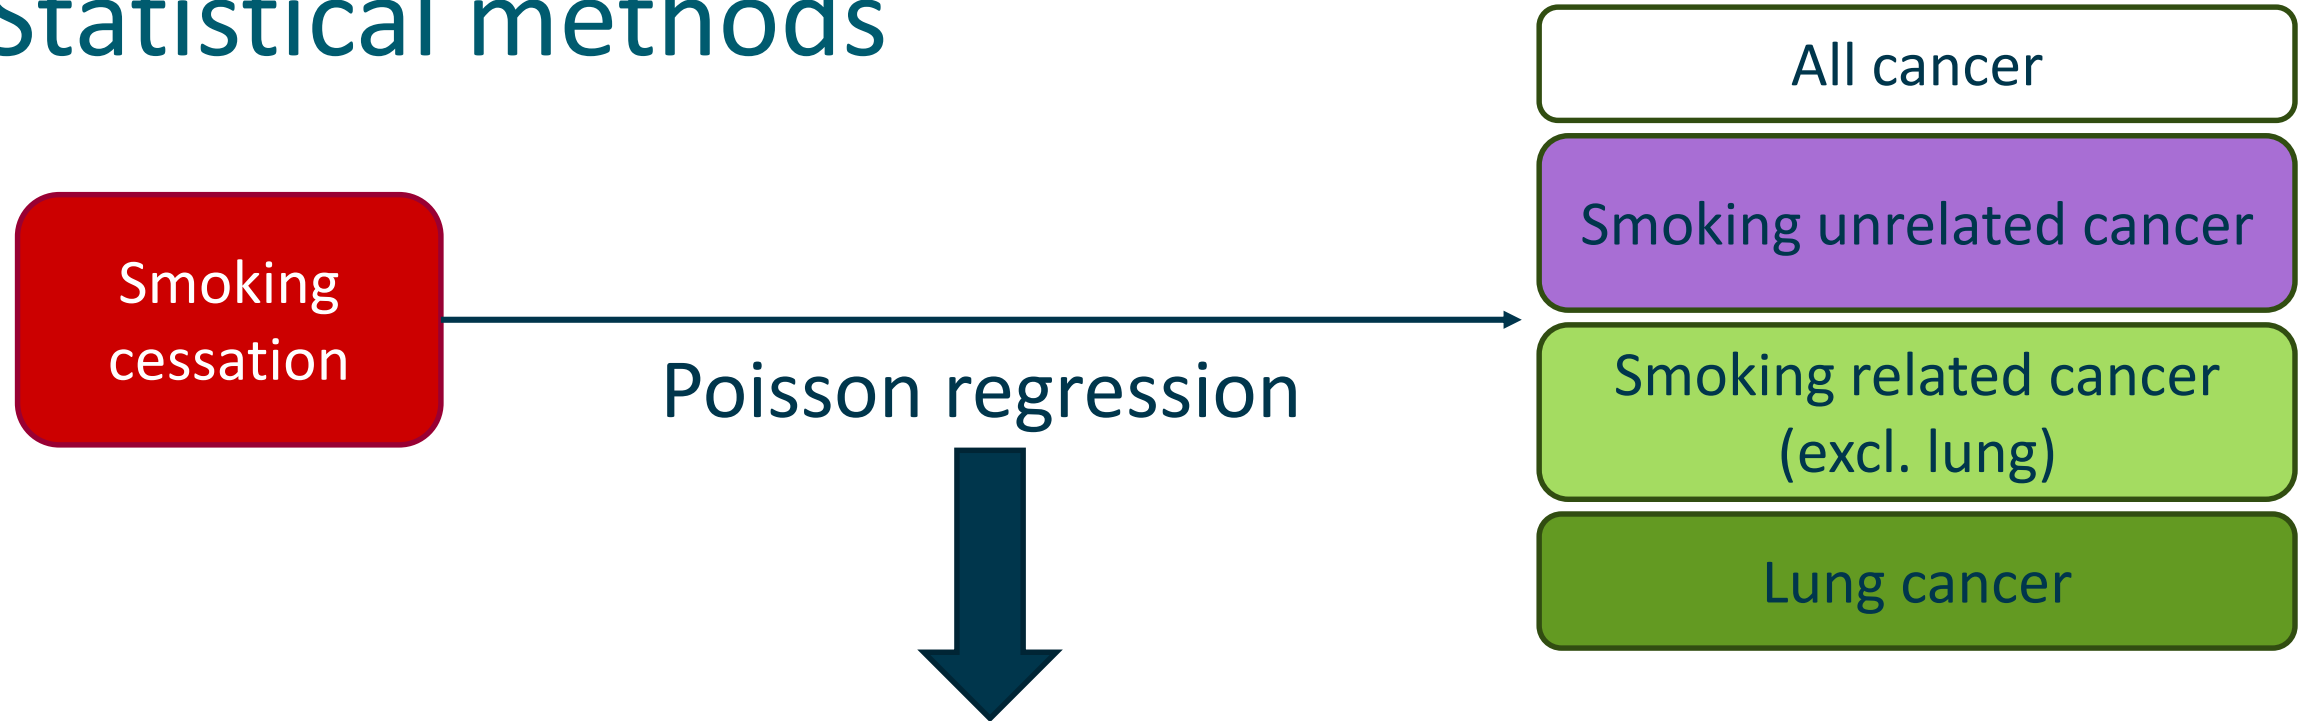 Statistical methods
All cancer
Smoking unrelated cancer
Smoking
cessation
Poisson regression
Smoking related cancer
(excl. lung)
Lung cancer